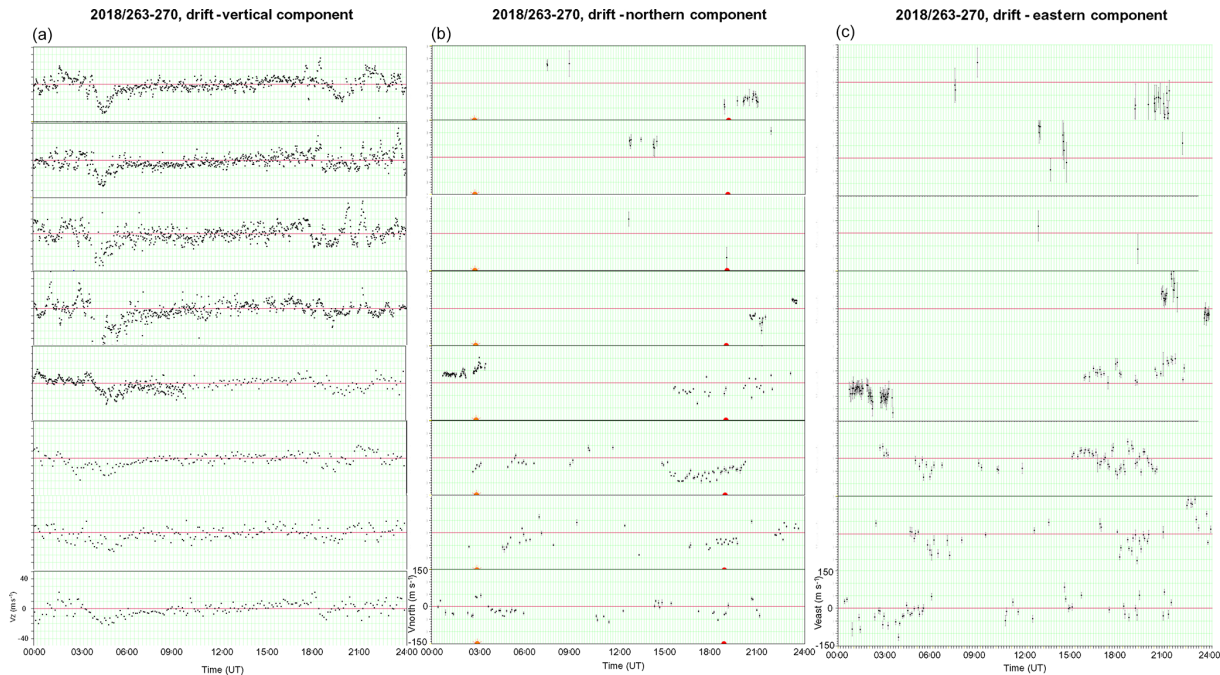 2018/263-270, drift -vertical component
2018/263-270, drift -northern component
2018/263-270, drift - eastern component
(a)
(b)
(c)
40
0
-40
Vz (m s⁻¹)
00:00 03:00 06:00 09:00 12:00 15:00 18:00 21:00 24:00
Time (UT)
150
0
-150
Vnorth (m s⁻¹)
00:00 03:00 06:00 09:00 12:00 15:00 18:00 21:00 24:00
Time (UT)
150
0
-150
Veast (m s⁻¹)
00:00 03:00 06:00 09:00 12:00 15:00 18:00 21:00 24:00
Time (UT)